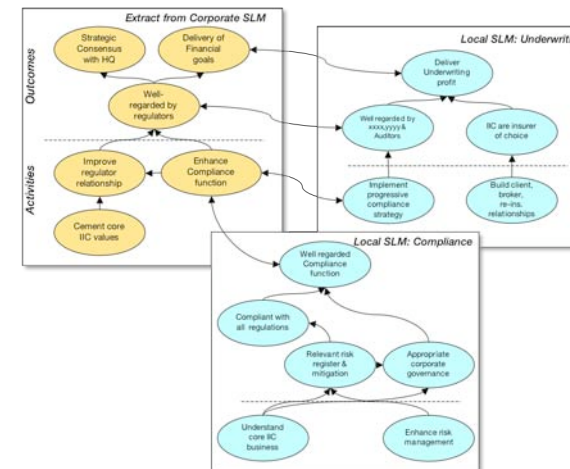 Extract from Corporate SLM
Outcomes
Activities
Strategic
Consensus
with HQ
Delivery of
Financial
goals
Well-
regarded by
regulators
Improve
regulator
relationship
Enhance
Compliance
function
Cement core
IIC values
Local SLM: Underwriti
Deliver
Underwriting
profit
Well regarded by
xxxx,yyyy &
Auditors
IIC are insurer
of choice
Implement
progressive
compliance
strategy
Build client,
broker,
re-ins.
relationships
Local SLM: Compliance
Well regarded
Compliance
function
Compliant with
all regulations
Relevant risk
register &
mitigation
Appropriate
corporate
governance
Understand
core IIC
business
Enhance risk
management